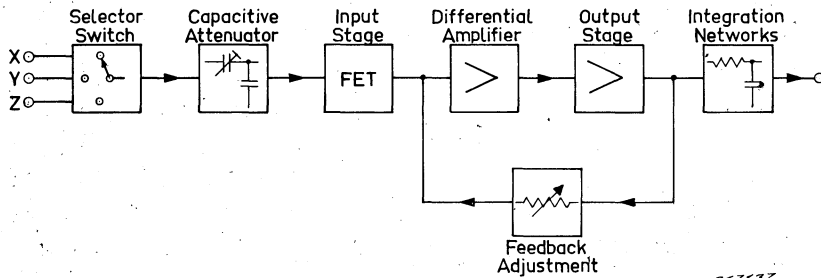 Selector
Switch
Capacitive
Attenuator
Input
Stage
Differential
Amplifier
Output
Stage
Integration
Networks
X
Y
Z
FET
Feedback
Adjustment